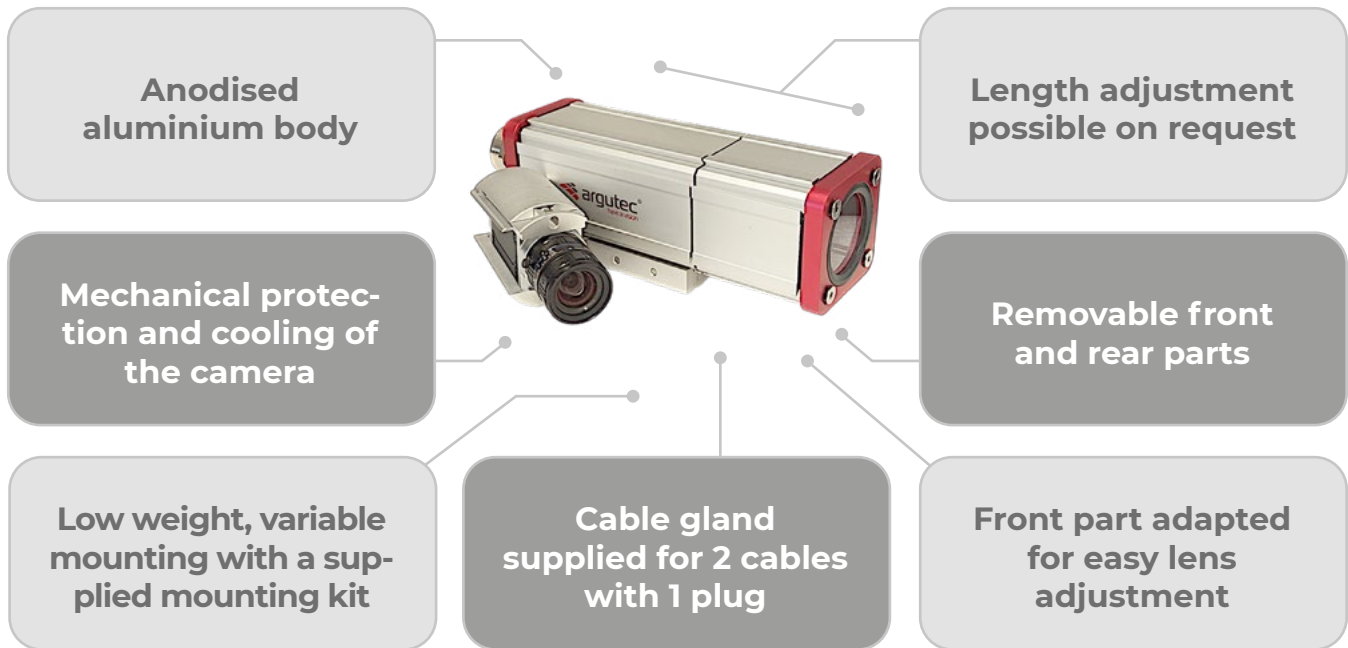 Anodised
aluminium body
Length adjustment
possible on request
argutec®
Mechanical protec-
tion and cooling of
the camera
Removable front
and rear parts
Low weight, variable
mounting with a sup-
plied mounting kit
Cable gland
supplied for 2 cables
with 1 plug
Front part adapted
for easy lens
adjustment